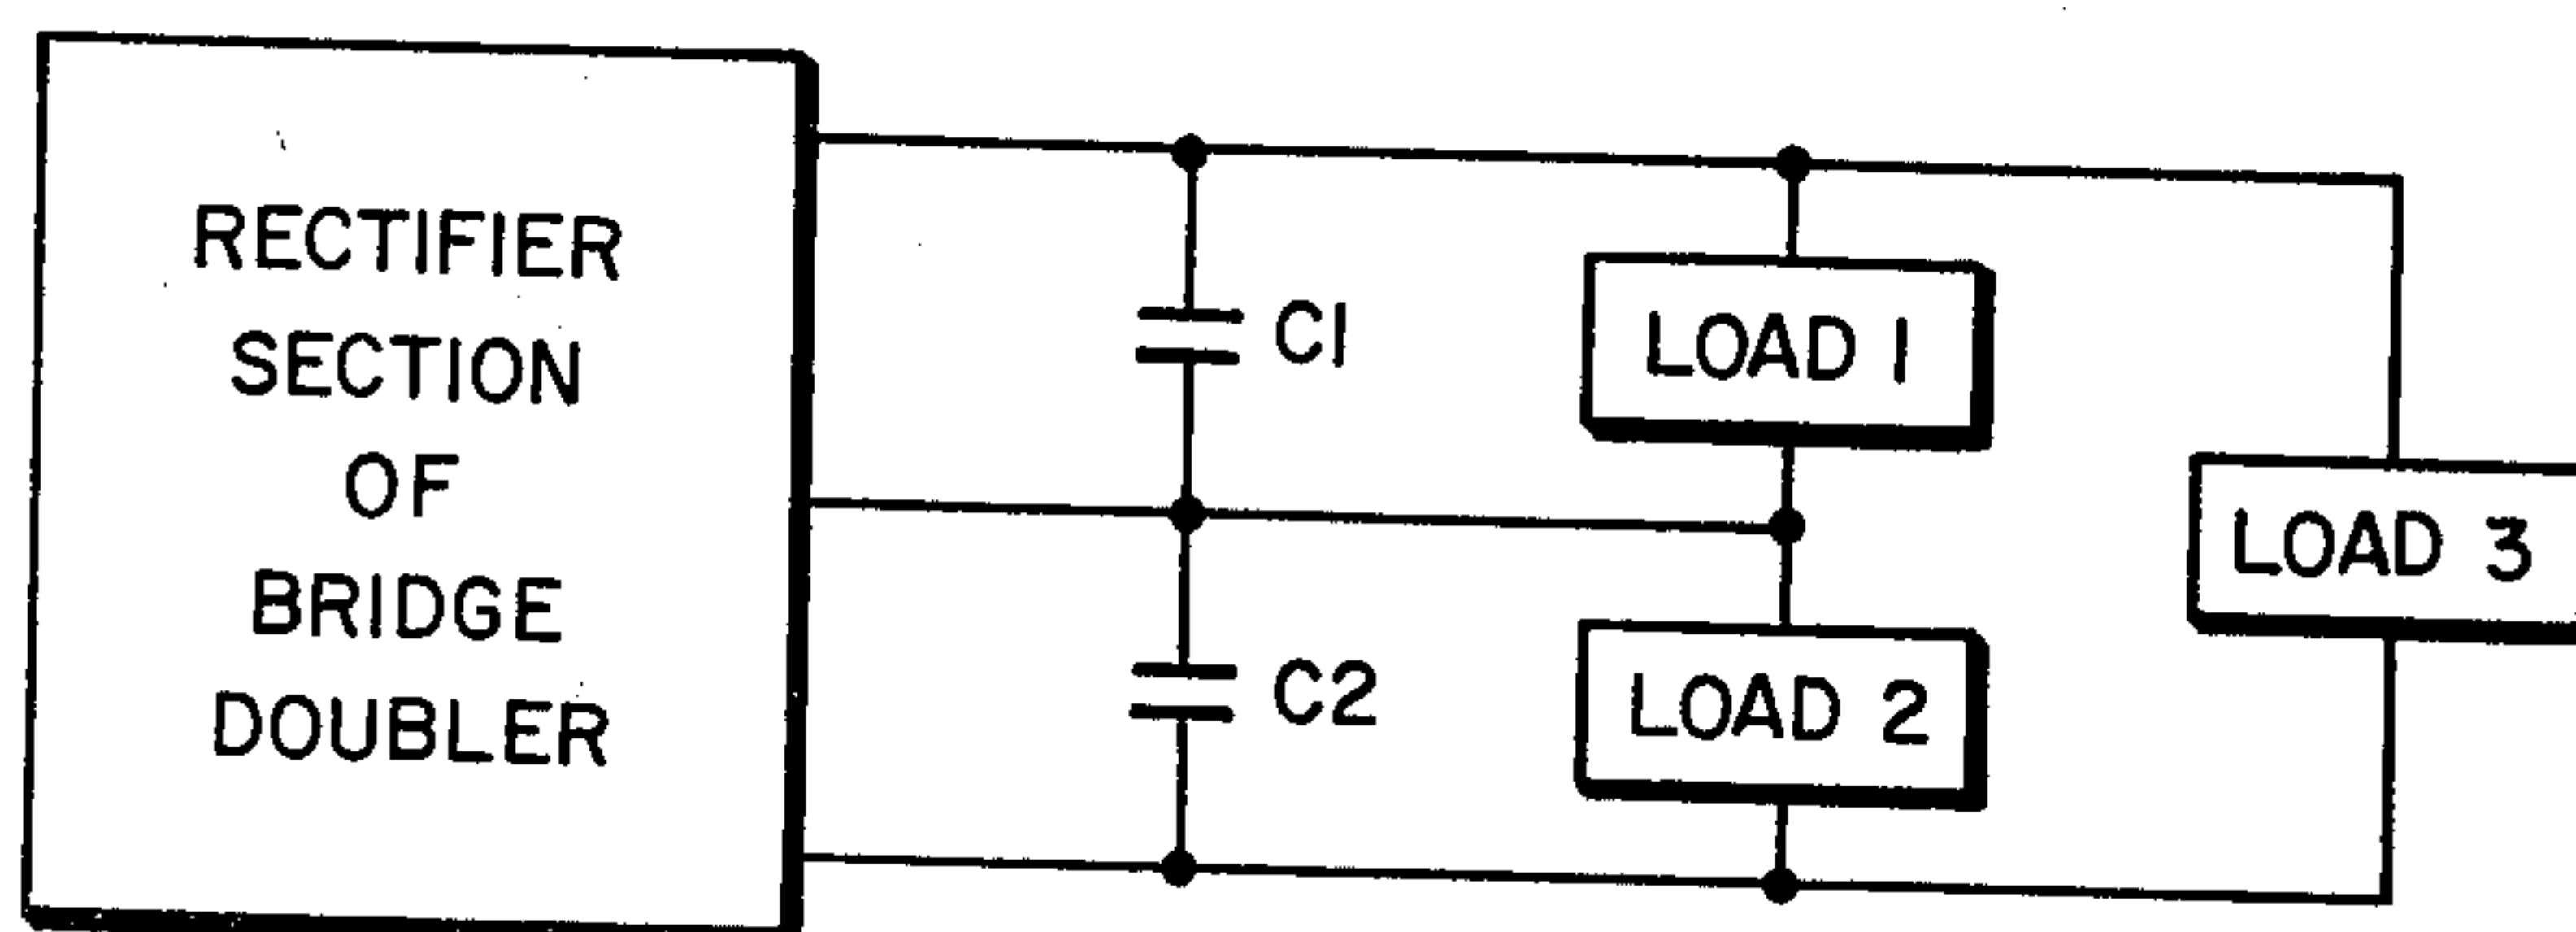 RECTIFIER
SECTION
OF
BRIDGE
DOUBLER
C1
LOAD 1
LOAD 3
C2
LOAD 2